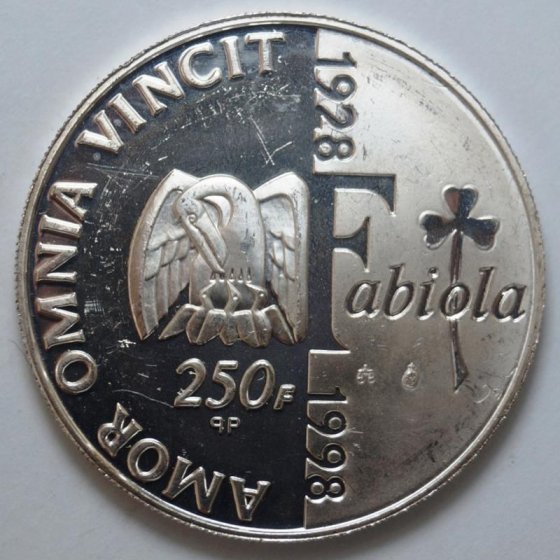 AMOR OMNIA VINCIT
1928
Fabiola
250F
qp
1998